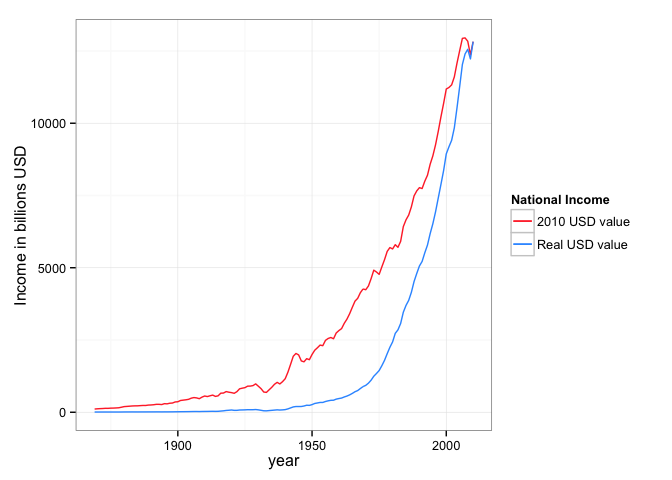 Income in billions USD
10000
5000
0
1900
1950
2000
year
National Income
2010 USD value
Real USD value